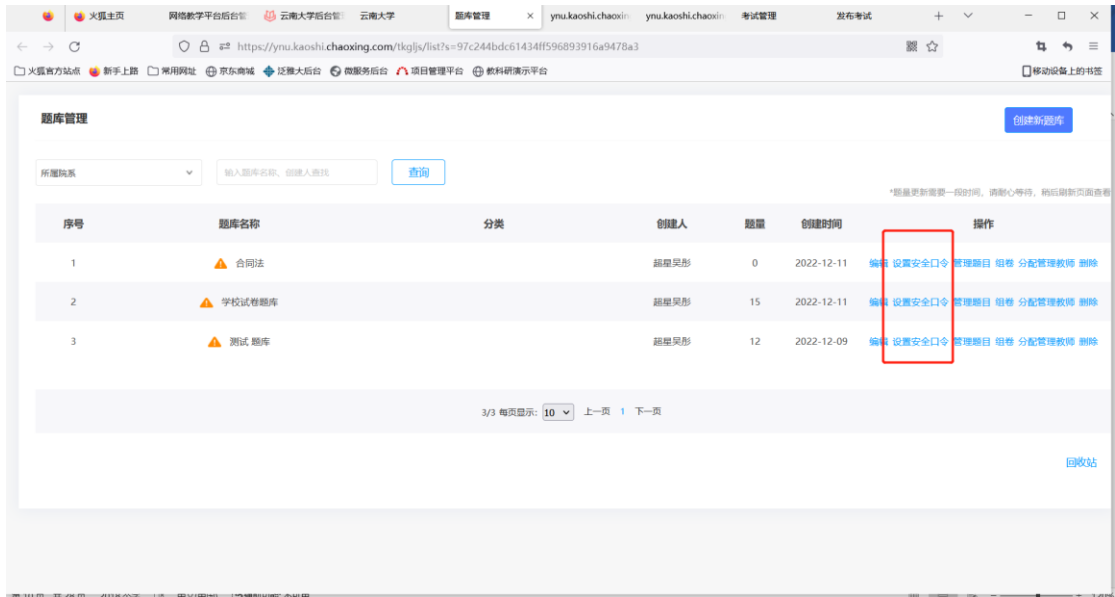 火狐主页 网络教学平台后台管 云南大学后台管 云南大学 题库管理 ynu.kaoshi.chaoxin ynu.kaoshi.chaoxin 考试管理 发布考试
https://ynu.kaoshi.chaoxing.com/tkgljs/list?s=97c244bdc61434ff596893916a9478a3
火狐官方站点 新手上路 常用网址 京东商城 泛雅大后台 微服务后台 项目管理平台 教科研演示平台 移动设备上的书签
题库管理 创建新题库
所属院系 输入题库名称、创建人查找 查询
*题量更新需要一段时间，请耐心等待，稍后刷新页面查看
序号 题库名称 分类 创建人 题量 创建时间 操作
1 合同法 超星吴彤 0 2022-12-11 编辑 设置安全口令 管理题目 组卷 分配管理教师 删除
2 学校试卷题库 超星吴彤 15 2022-12-11 编辑 设置安全口令 管理题目 组卷 分配管理教师 删除
3 测试 题库 超星吴彤 12 2022-12-09 编辑 设置安全口令 管理题目 组卷 分配管理教师 删除
3/3 每页显示: 10 上一页 1 下一页
回收站